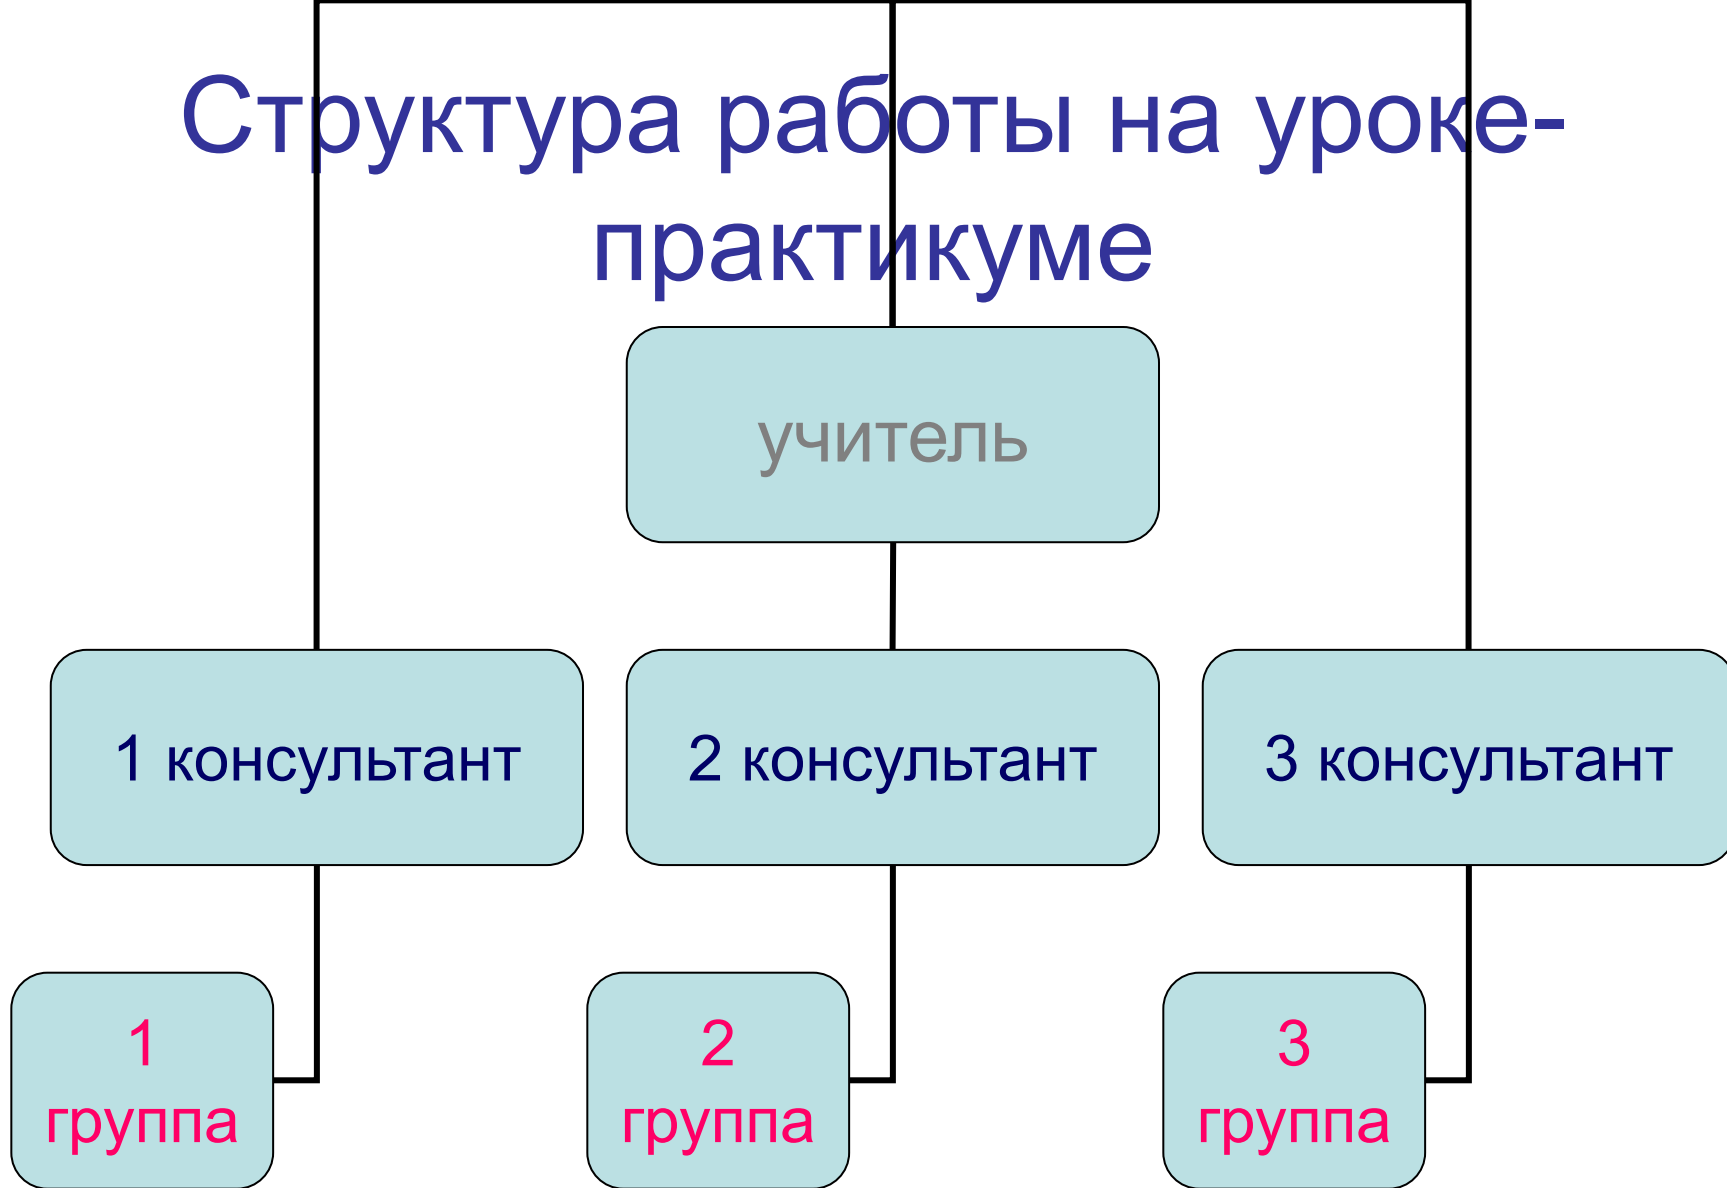 Структура работы на уроке-
практикуме
учитель
1 консультант
2 консультант
3 консультант
1
группа
2
группа
3
группа